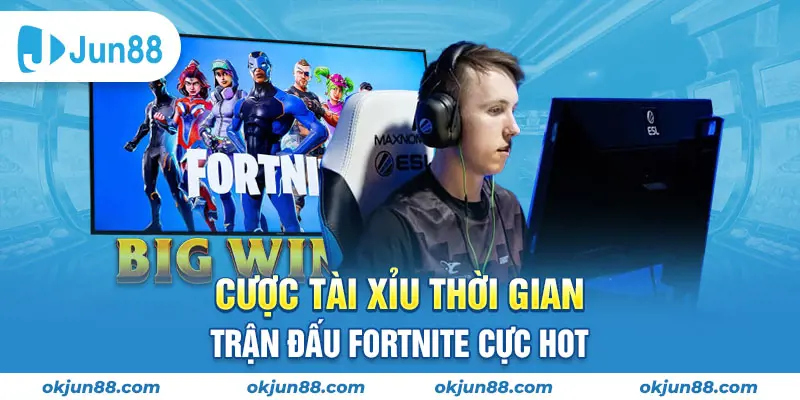 Jun88
FORTNI
MAXNOM
ESL
ESL
BIG WIN
CƯỢC TÀI XỈU THỜI GIAN
TRẬN ĐẤU FORTNITE CỰC HOT
okjun88.com okjun88.com okjun88.com okjun88.com